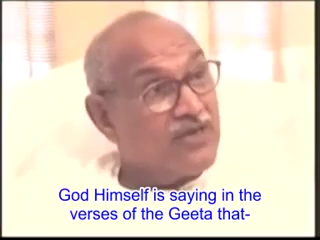 God Himself is saying in the
verses of the Geeta that-